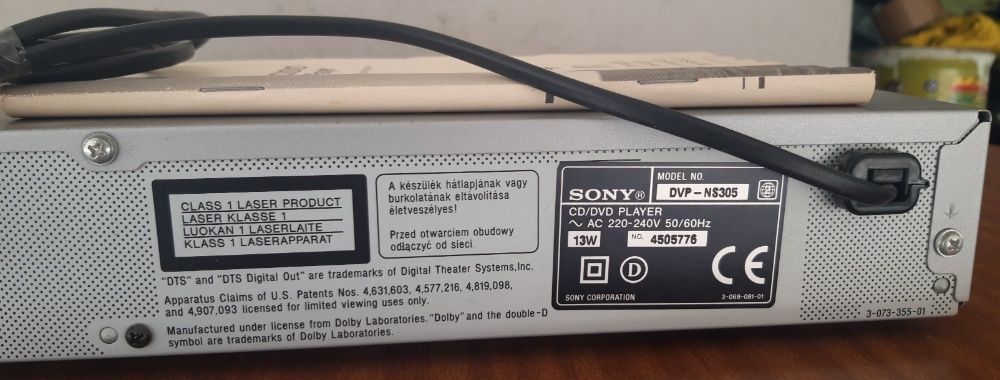 CLASS 1 LASER PRODUCT
LASER KLASSE 1
LUOKAN 1 LASERLAITE
KLASS 1 LASERAPPARAT
A készülék hátlapjának vagy
burkolatának eltávolítása
életveszélyes!
Przed otwarciem obudowy
odłączyć od sieci.
"DTS" and "DTS Digital Out" are trademarks of Digital Theater Systems,Inc.
Apparatus Claims of U.S. Patents Nos. 4,631,603, 4,577,216, 4,819,098,
and 4,907,093 licensed for limited viewing uses only.
Manufactured under license from Dolby Laboratories. "Dolby" and the double-D
symbol are trademarks of Dolby Laboratories.
SONY®
MODEL NO.
DVP-NS305
CD/DVD PLAYER
~ AC 220-240V 50/60Hz
13W NO. 4505776
D CE
SONY CORPORATION 3-069-081-01
3-073-355-01